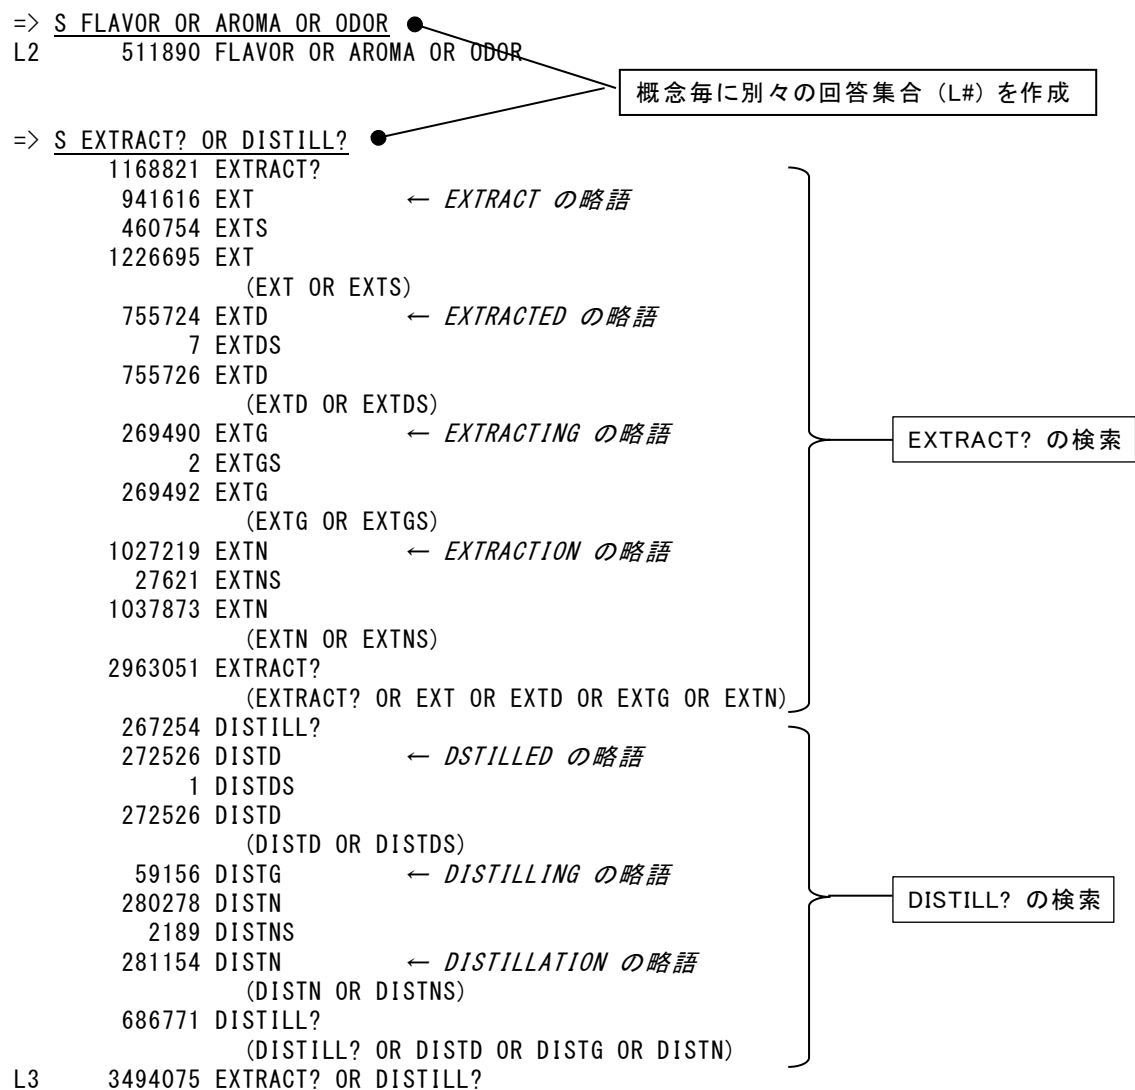 => S FLAVOR OR AROMA OR ODOR
L2 511890 FLAVOR OR AROMA OR ODOR
概念毎に別々の回答集合 (L#) を作成
=> S EXTRACT? OR DISTILL?
1168821 EXTRACT?
941616 EXT ← EXTRACT の略語
460754 EXTS
1226695 EXT
(EXT OR EXTS)
755724 EXTD ← EXTRACTED の略語
7 EXTDS
755726 EXTD
(EXTD OR EXTDS)
269490 EXTG ← EXTRACTING の略語
2 EXTGS
269492 EXTG
(EXTG OR EXTGS)
1027219 EXTN ← EXTRACTION の略語
27621 EXTNS
1037873 EXTN
(EXTN OR EXTNS)
2963051 EXTRACT?
(EXTRACT? OR EXT OR EXTD OR EXTG OR EXTN)
EXTRACT? の検索
267254 DISTILL?
272526 DISTD ← DSTILLED の略語
1 DISTDS
272526 DISTD
(DISTD OR DISTDS)
59156 DISTG ← DISTILLING の略語
280278 DISTN
2189 DISTNS
281154 DISTN ← DISTILLATION の略語
(DISTN OR DISTNS)
686771 DISTILL?
(DISTILL? OR DISTD OR DISTG OR DISTN)
DISTILL? の検索
L3 3494075 EXTRACT? OR DISTILL?